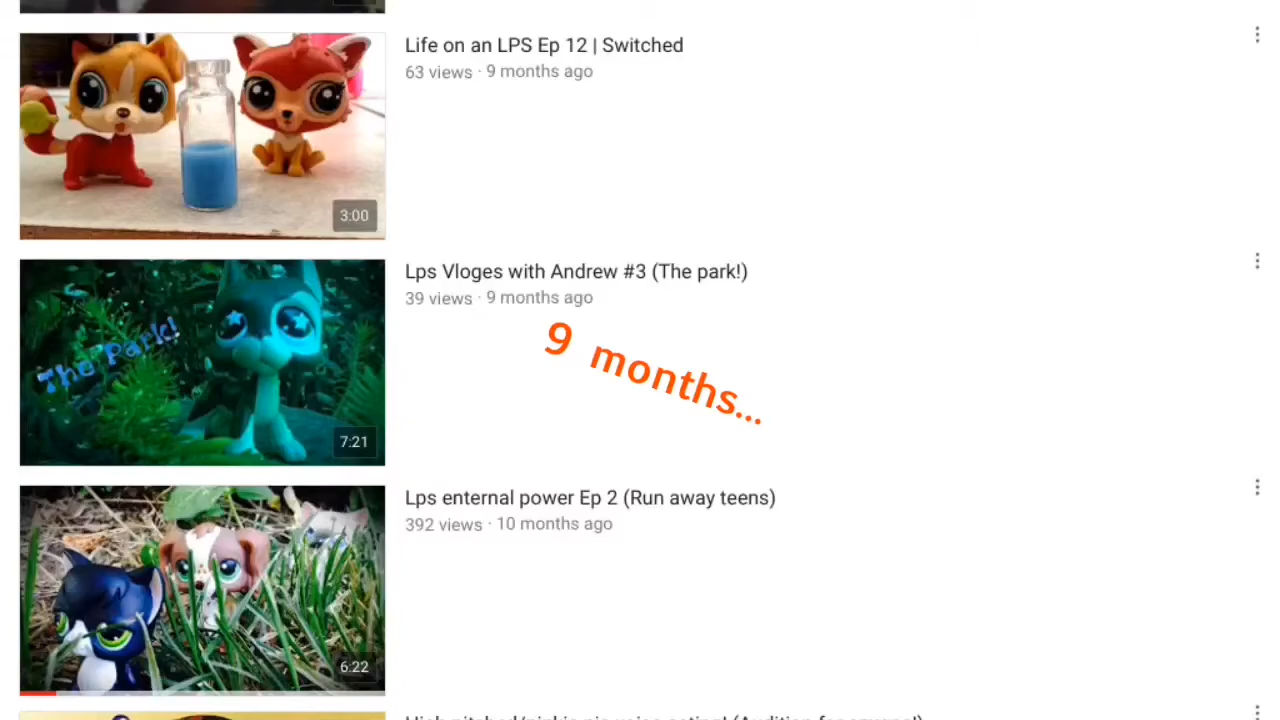 Life on an LPS Ep 12 | Switched
63 views · 9 months ago
3:00
Lps Vloges with Andrew #3 (The park!)
39 views · 9 months ago
The Park!
9 months...
7:21
Lps enternal power Ep 2 (Run away teens)
392 views · 10 months ago
6:22